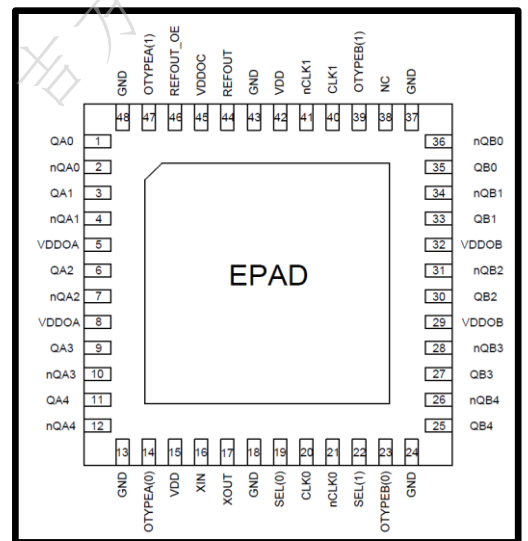 吉方
GND OTYPEA(1) REFOUT_OE VDDOC REFOUT GND VDD nCLK1 CLK1 OTYPEB(1) NC GND
48 47 46 45 44 43 42 41 40 39 38 37
QA0 1 36 nQB0
nQA0 2 35 QB0
QA1 3 34 nQB1
nQA1 4 33 QB1
VDDOA 5 32 VDDOB
QA2 6 31 nQB2
EPAD
nQA2 7 30 QB2
VDDOA 8 29 VDDOB
QA3 9 28 nQB3
nQA3 10 27 QB3
QA4 11 26 nQB4
nQA4 12 25 QB4
13 14 15 16 17 18 19 20 21 22 23 24
GND OTYPEA(0) VDD XIN XOUT GND SEL(0) CLK0 nCLK0 SEL(1) OTYPEB(0) GND